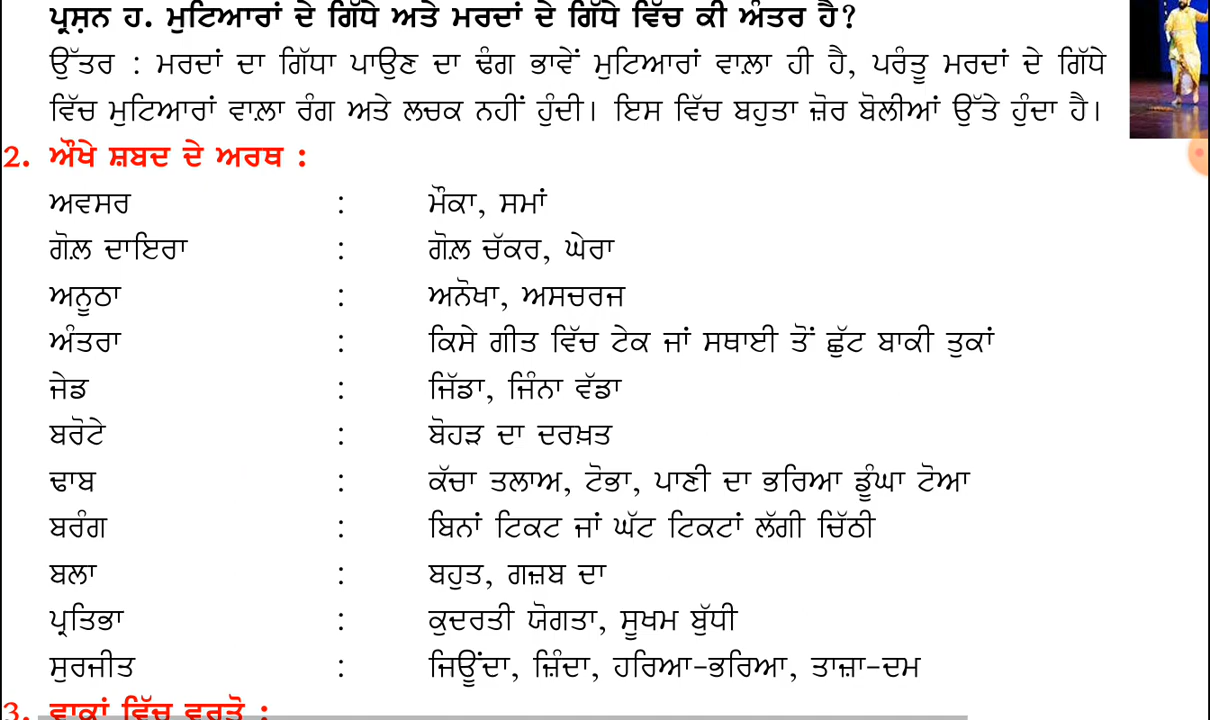 ਪ੍ਰਸ਼ਨ ਹ. ਮੁਟਿਆਰਾਂ ਦੇ ਗਿੱਧੇ ਅਤੇ ਮਰਦਾਂ ਦੇ ਗਿੱਧੇ ਵਿੱਚ ਕੀ ਅੰਤਰ ਹੈ?
ਉੱਤਰ : ਮਰਦਾਂ ਦਾ ਗਿੱਧਾ ਪਾਉਣ ਦਾ ਢੰਗ ਭਾਵੇਂ ਮੁਟਿਆਰਾਂ ਵਾਲ਼ਾ ਹੀ ਹੈ, ਪਰੰਤੂ ਮਰਦਾਂ ਦੇ ਗਿੱਧੇ
ਵਿੱਚ ਮੁਟਿਆਰਾਂ ਵਾਲ਼ਾ ਰੰਗ ਅਤੇ ਲਚਕ ਨਹੀਂ ਹੁੰਦੀ। ਇਸ ਵਿੱਚ ਬਹੁਤਾ ਜ਼ੋਰ ਬੋਲੀਆਂ ਉੱਤੇ ਹੁੰਦਾ ਹੈ।
2. ਔਖੇ ਸ਼ਬਦ ਦੇ ਅਰਥ :
ਅਵਸਰ : ਮੌਕਾ, ਸਮਾਂ
ਗੋਲ਼ ਦਾਇਰਾ : ਗੋਲ਼ ਚੱਕਰ, ਘੇਰਾ
ਅਨੂਠਾ : ਅਨੋਖਾ, ਅਸਚਰਜ
ਅੰਤਰਾ : ਕਿਸੇ ਗੀਤ ਵਿੱਚ ਟੇਕ ਜਾਂ ਸਥਾਈ ਤੋਂ ਛੁੱਟ ਬਾਕੀ ਤੁਕਾਂ
ਜੇਡ : ਜਿੱਡਾ, ਜਿੰਨਾ ਵੱਡਾ
ਬਰੋਟੇ : ਬੋਹੜ ਦਾ ਦਰਖ਼ਤ
ਢਾਬ : ਕੱਚਾ ਤਲਾਅ, ਟੋਭਾ, ਪਾਣੀ ਦਾ ਭਰਿਆ ਡੂੰਘਾ ਟੋਆ
ਬਰੰਗ : ਬਿਨਾਂ ਟਿਕਟ ਜਾਂ ਘੱਟ ਟਿਕਟਾਂ ਲੱਗੀ ਚਿੱਠੀ
ਬਲਾ : ਬਹੁਤ, ਗਜ਼ਬ ਦਾ
ਪ੍ਰਤਿਭਾ : ਕੁਦਰਤੀ ਯੋਗਤਾ, ਸੂਖਮ ਬੁੱਧੀ
ਸੁਰਜੀਤ : ਜਿਊਂਦਾ, ਜ਼ਿੰਦਾ, ਹਰਿਆ-ਭਰਿਆ, ਤਾਜ਼ਾ-ਦਮ
3. ਵਾਕਾਂ ਵਿੱਚ ਵਰਤੋ :